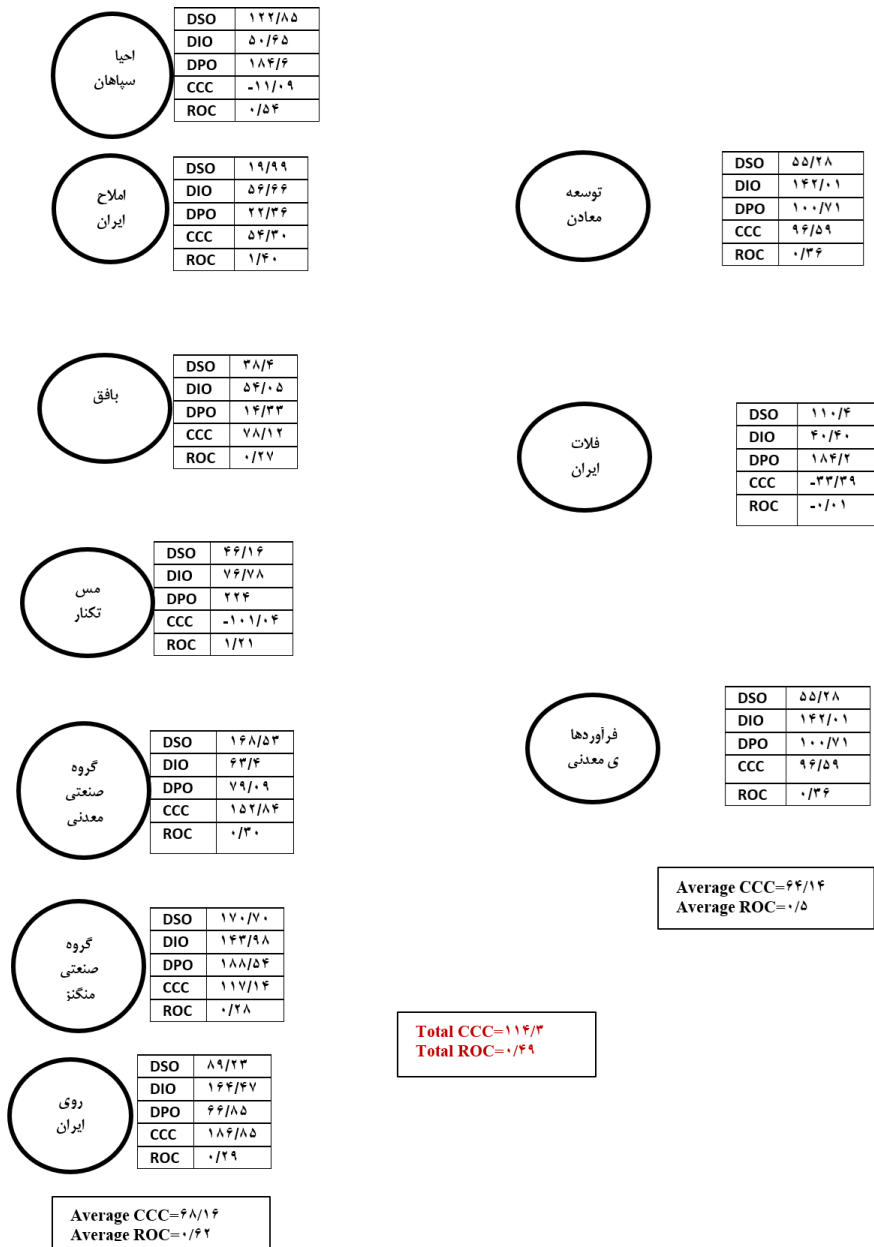 احیا
سپاهان
DSO ۱۲۲/۸۵
DIO ۵۰/۶۵
DPO ۱۸۴/۶
CCC -۱۱/۰۹
ROC ۰/۵۴
املاح
ایران
DSO ۱۹/۹۹
DIO ۵۶/۶۶
DPO ۲۲/۳۶
CCC ۵۴/۳۰
ROC ۱/۴۰
توسعه
معادن
DSO ۵۵/۲۸
DIO ۱۴۲/۰۱
DPO ۱۰۰/۷۱
CCC ۹۶/۵۹
ROC ۰/۳۶
بافق
DSO ۳۸/۴
DIO ۵۴/۰۵
DPO ۱۴/۳۳
CCC ۷۸/۱۲
ROC ۰/۲۷
فلات
ایران
DSO ۱۱۰/۴
DIO ۴۰/۴۰
DPO ۱۸۴/۲
CCC -۳۳/۳۹
ROC -۰/۰۱
مس
تکنار
DSO ۴۶/۱۶
DIO ۷۶/۷۸
DPO ۲۲۴
CCC -۱۰۱/۰۴
ROC ۱/۲۱
گروه
صنعتی
معدنی
DSO ۱۶۸/۵۳
DIO ۶۳/۴
DPO ۷۹/۰۹
CCC ۱۵۲/۸۴
ROC ۰/۳۰
فرآوردها
ی معدنی
DSO ۵۵/۲۸
DIO ۱۴۲/۰۱
DPO ۱۰۰/۷۱
CCC ۹۶/۵۹
ROC ۰/۳۶
Average CCC=۶۴/۱۴
Average ROC=۰/۵
گروه
صنعتی
منگنز
DSO ۱۷۰/۷۰
DIO ۱۴۳/۹۸
DPO ۱۸۸/۵۴
CCC ۱۱۷/۱۴
ROC ۰/۲۸
Total CCC=۱۱۴/۳
Total ROC=۰/۴۹
روی
ایران
DSO ۸۹/۲۳
DIO ۱۶۴/۴۷
DPO ۶۶/۸۵
CCC ۱۸۶/۸۵
ROC ۰/۲۹
Average CCC=۶۸/۱۶
Average ROC=۰/۶۲